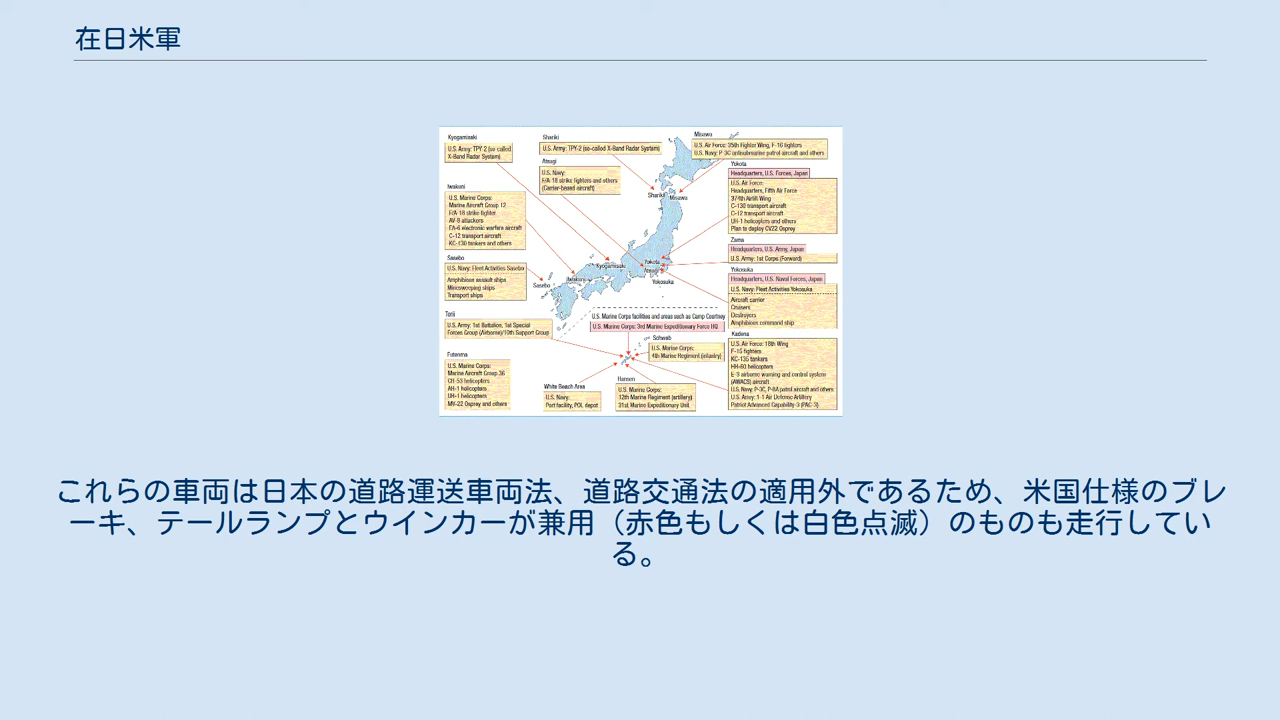 在日米軍
Kyogamisaki
U.S. Army: TPY-2 (so called
X-Band Radar System)
Shariki
U.S. Army: TPY-2 (so-called X-Band Radar System)
Atsugi
U.S. Navy:
F/A-18 strike fighters and others
(Carrier-based aircraft)
Misawa
U.S. Air Force: 35th Fighter Wing, F-16 fighters
U.S. Navy: P-3C antisubmarine patrol aircraft and others
Yokota
Headquarters, U.S. Forces, Japan
U.S. Air Force:
Headquarters, Fifth Air Force
374th Airlift Wing
C-130 transport aircraft
C-12 transport aircraft
UH-1 helicopters and others
Plan to deploy CV22 Osprey
Iwakuni
U.S. Marine Corps:
Marine Aircraft Group 12
F/A-18 strike fighter
AV-8 attackers
EA-6 electronic warfare aircraft
C-12 transport aircraft
KC-130 tankers and others
Shariki
Misawa
Zama
Headquarters, U.S. Army, Japan
U.S. Army: 1st Corps (Forward)
Sasebo
U.S. Navy: Fleet Activities Sasebo
Amphibious assault ships
Minesweeping ships
Transport ships
Sasebo
Iwakuni
Kyogamisaki
Yokota
Atsugi
Yokosuka
Yokosuka
Headquarters, U.S. Naval Forces, Japan
U.S. Navy: Fleet Activities Yokosuka
Aircraft carrier
Cruisers
Destroyers
Amphibious command ship
Torii
U.S. Army: 1st Battalion, 1st Special
Forces Group (Airborne)/10th Support Group
U.S. Marine Corps facilities and areas such as Camp Courtney
U.S. Marine Corps: 3rd Marine Expeditionary Force HQ
Schwab
U.S. Marine Corps:
4th Marine Regiment (infantry)
Kadena
U.S. Air Force: 18th Wing
F-15 fighters
KC-135 tankers
HH-60 helicopters
E-3 airborne warning and control system
(AWACS) aircraft
U.S. Navy: P-3C, P-8A patrol aircraft and others
U.S. Army: 1-1 Air Defense Artillery
Patriot Advanced Capability-3 (PAC-3)
Futenma
U.S. Marine Corps:
Marine Aircraft Group 36
CH-53 helicopters
AH-1 helicopters
UH-1 helicopters
MV-22 Osprey and others
White Beach Area
U.S. Navy:
Port facility, POL depot
Hansen
U.S. Marine Corps:
12th Marine Regiment (artillery)
31st Marine Expeditionary Unit
これらの車両は日本の道路運送車両法、道路交通法の適用外であるため、米国仕様のブレ
ーキ、テールランプとウインカーが兼用（赤色もしくは白色点滅）のものも走行してい
る。